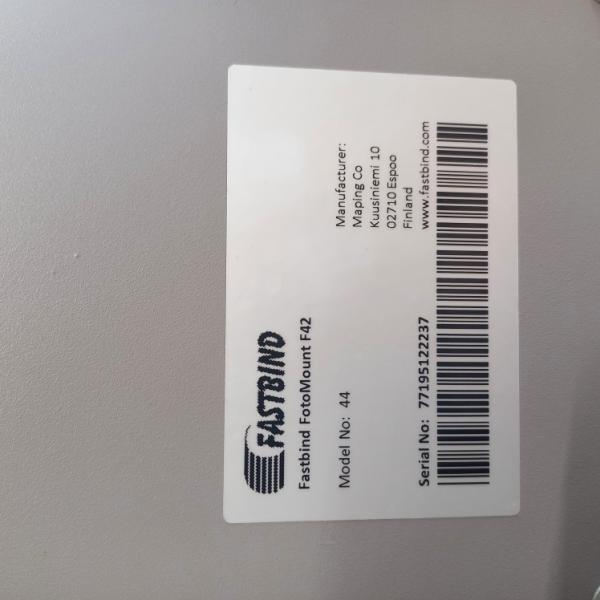 FASTBIND
Fastbind FotoMount F42
Model No: 44
Manufacturer:
Maping Co
Kuusiniemi 10
02710 Espoo
Finland
www.fastbind.com
Serial No: 77195122237